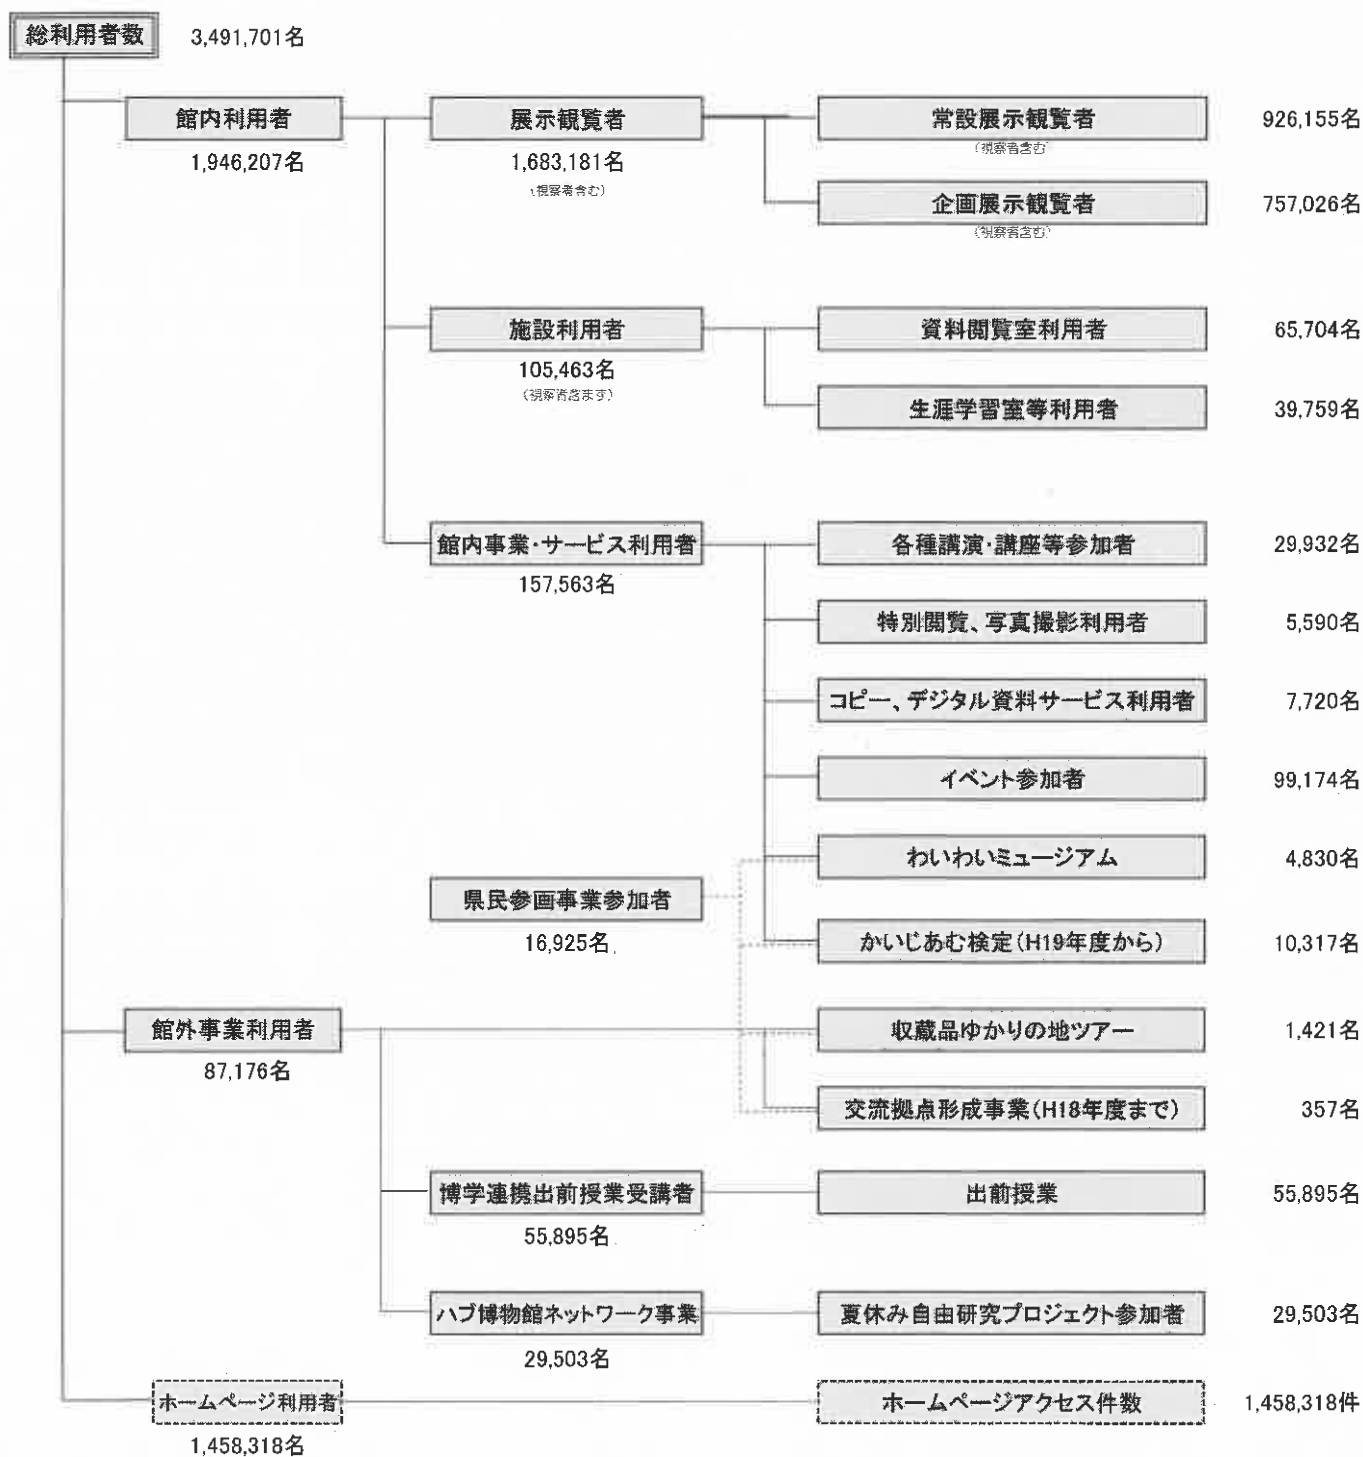 総利用者数 3,491,701名
館内利用者 展示観覧者 常設展示観覧者 926,155名
(視察者含む)
1,946,207名 1,683,181名
(視察者含む)
企画展示観覧者 757,026名
(視察者含む)
施設利用者 資料閲覧室利用者 65,704名
105,463名
(視察者含まず)
生涯学習室等利用者 39,759名
館内事業・サービス利用者 各種講演・講座等参加者 29,932名
157,563名
特別閲覧、写真撮影利用者 5,590名
コピー、デジタル資料サービス利用者 7,720名
イベント参加者 99,174名
わいわいミュージアム 4,830名
県民参画事業参加者
16,925名
かいじあむ検定(H19年度から) 10,317名
館外事業利用者 収蔵品ゆかりの地ツアー 1,421名
87,176名
交流拠点形成事業(H18年度まで) 357名
博学連携出前授業受講者 出前授業 55,895名
55,895名
ハブ博物館ネットワーク事業 夏休み自由研究プロジェクト参加者 29,503名
29,503名
ホームページ利用者 ホームページアクセス件数 1,458,318件
1,458,318名